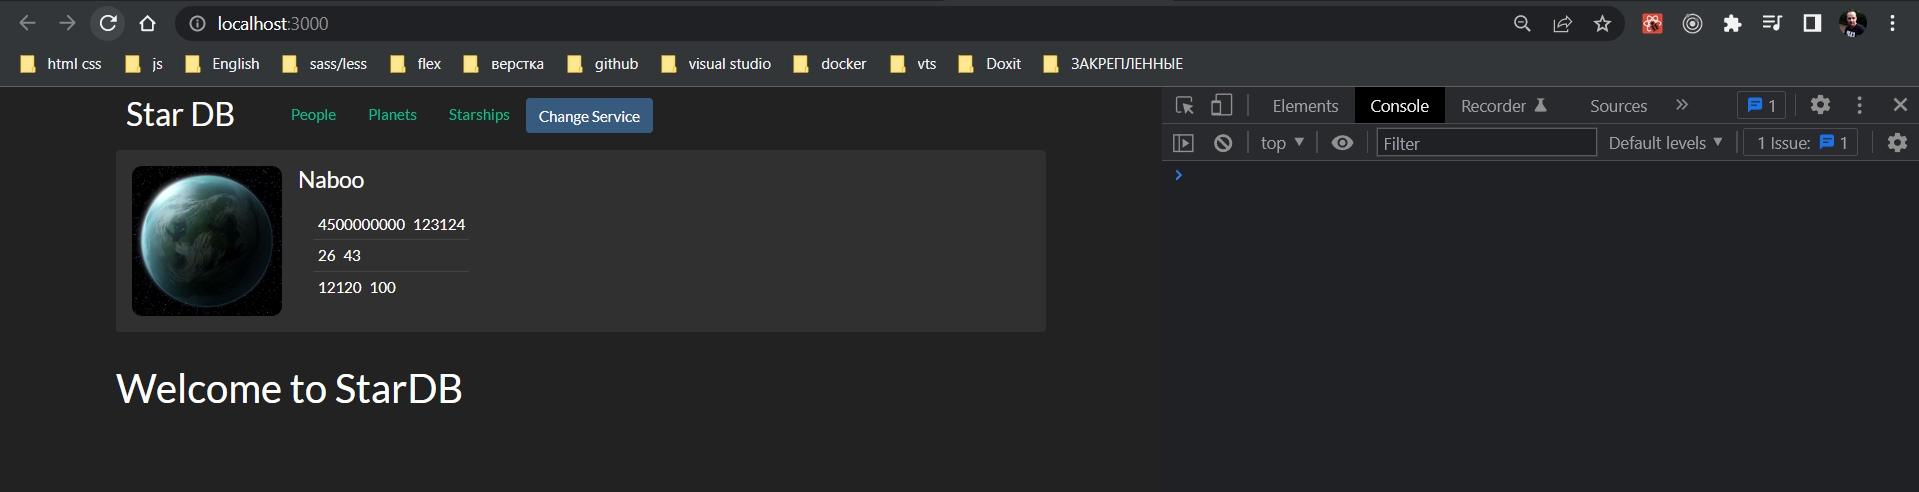 localhost:3000
html css js English sass/less flex верстка github visual studio docker vts Doxit ЗАКРЕПЛЕННЫЕ
Star DB People Planets Starships Change Service
Elements Console Recorder Sources » 1
top Filter Default levels 1 Issue: 1
Naboo
4500000000 123124
26 43
12120 100
Welcome to StarDB